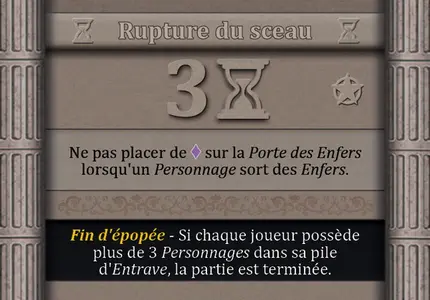 Rupture du sceau
3
Ne pas placer de sur la Porte des Enfers
lorsqu'un Personnage sort des Enfers.
Fin d'épopée - Si chaque joueur possède
plus de 3 Personnages dans sa pile
d'Entrave, la partie est terminée.